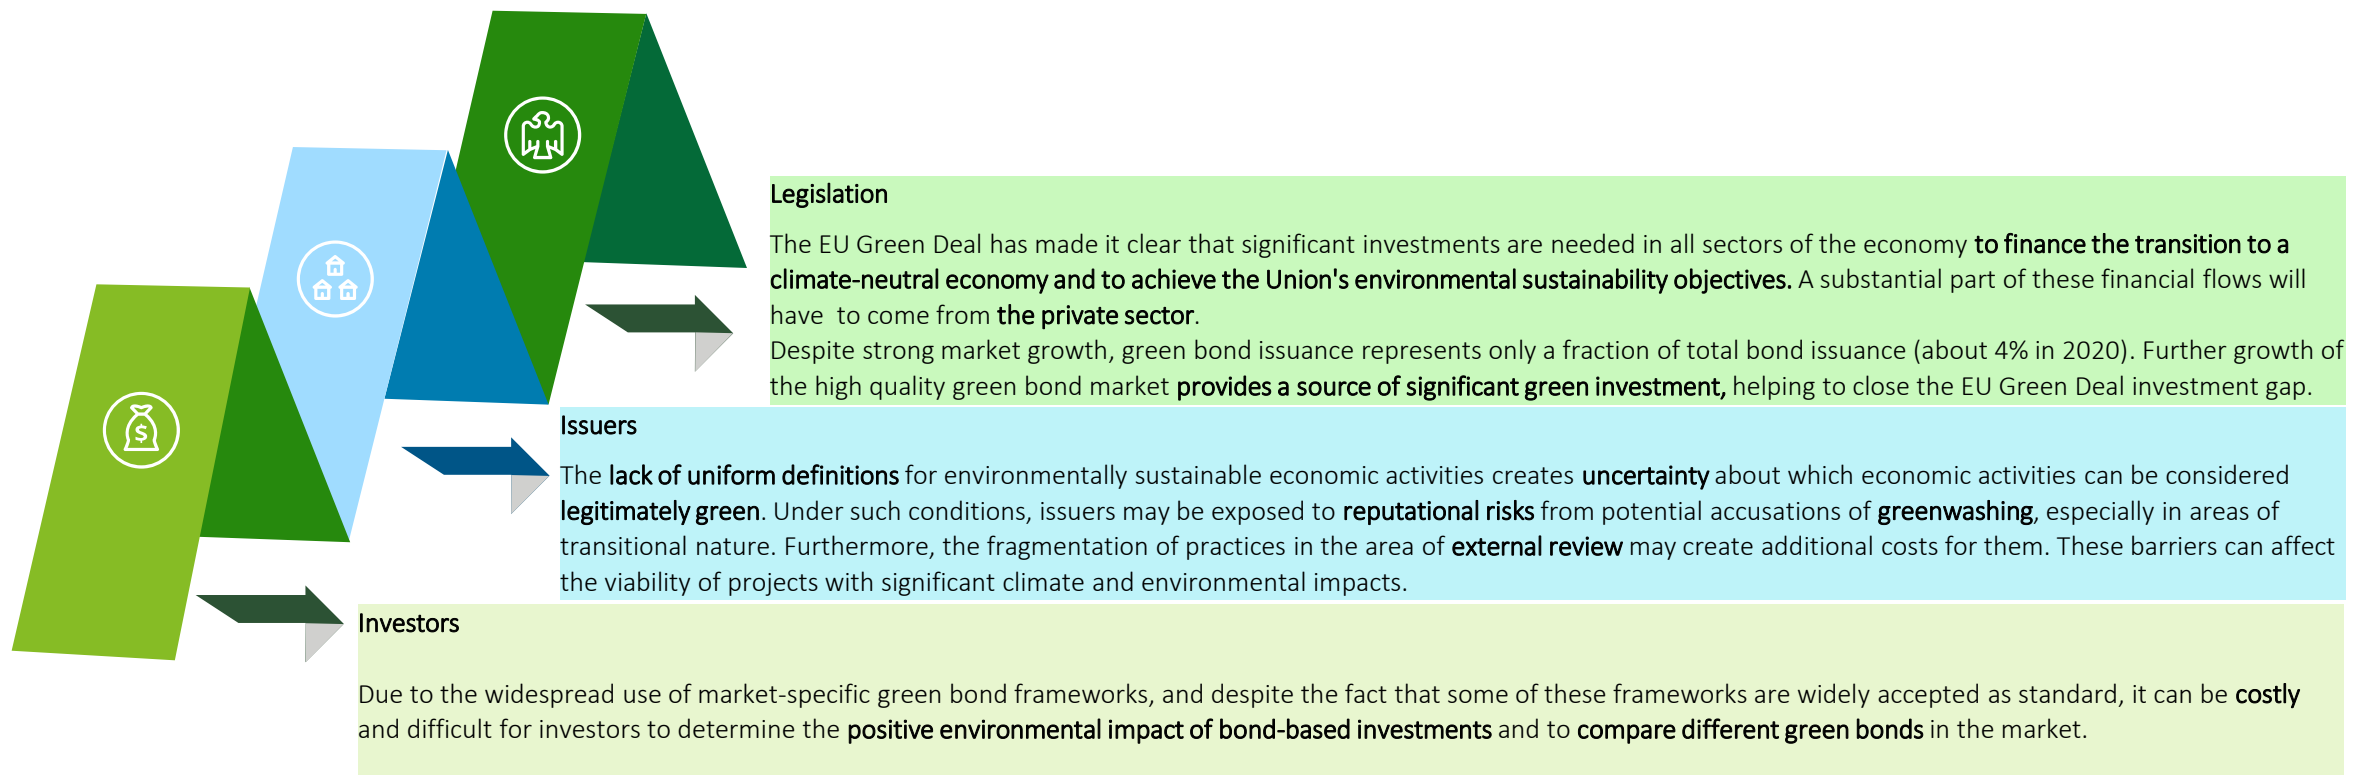 Legislation
The EU Green Deal has made it clear that significant investments are needed in all sectors of the economy to finance the transition to a
climate-neutral economy and to achieve the Union's environmental sustainability objectives. A substantial part of these financial flows will
have  to come from the private sector.
Despite strong market growth, green bond issuance represents only a fraction of total bond issuance (about 4% in 2020). Further growth of
the high quality green bond market provides a source of significant green investment, helping to close the EU Green Deal investment gap.
Issuers
The lack of uniform definitions for environmentally sustainable economic activities creates uncertainty about which economic activities can be considered
legitimately green. Under such conditions, issuers may be exposed to reputational risks from potential accusations of greenwashing, especially in areas of
transitional nature. Furthermore, the fragmentation of practices in the area of external review may create additional costs for them. These barriers can affect
the viability of projects with significant climate and environmental impacts.
Investors
Due to the widespread use of market-specific green bond frameworks, and despite the fact that some of these frameworks are widely accepted as standard, it can be costly
and difficult for investors to determine the positive environmental impact of bond-based investments and to compare different green bonds in the market.
$